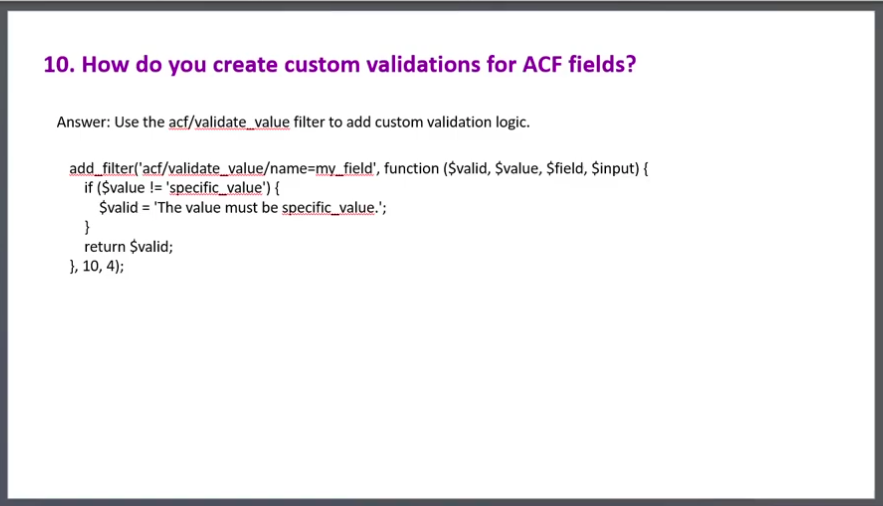 10. How do you create custom validations for ACF fields?
Answer: Use the acf/validate_value filter to add custom validation logic.
add_filter('acf/validate_value/name=my_field', function ($valid, $value, $field, $input) {
if ($value != 'specific_value') {
$valid = 'The value must be specific_value.';
}
return $valid;
}, 10, 4);